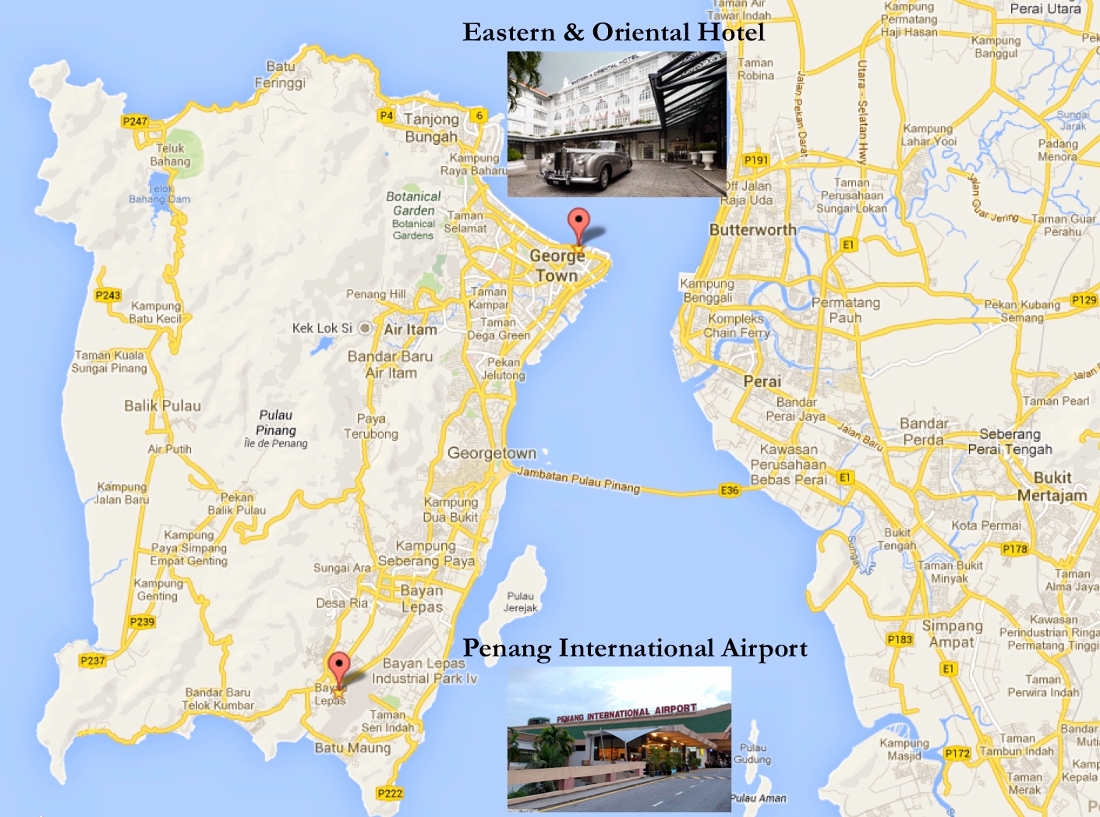 Eastern & Oriental Hotel
EASTERN & ORIENTAL HOTEL
Penang International Airport
PENANG INTERNATIONAL AIRPORT
Batu
Feringgi
P247
Teluk
Bahang
Telok
Bahang Dam
P4
Tanjong
Bungah
6
Kampung
Raya Baharu
Botanical
Garden
Botanical
Gardens
Taman
Selamat
George
Town
P243
Kampung
Batu Kecil
Penang Hill
Taman
Kampar
Kek Lok Si
Air Itam
Taman
Dega Green
Taman Kuala
Sungai Pinang
Bandar Baru
Air Itam
Pekan
Jelutong
Balik Pulau
Pulau
Pinang
Île de Penang
Paya
Terubong
Air Putih
Georgetown
Jambatan Pulau Pinang
E36
Kampung
Jalan Baru
Pekan
Balik Pulau
Kampung
Dua Bukit
Kampung
Paya Simpang
Empat Genting
Kampung
Seberang Paya
Sungai Ara
Kampung
Genting
Desa Ria
Bayan
Lepas
Pulau
Jerejak
P239
P237
Bayan Lepas
Industrial Park Iv
Bayan
Lepas
Bandar Baru
Telok Kumbar
Taman
Seri Indah
Batu Maung
P222
Taman Air
Tawar Indah
Kampung
Permatang
Haji Hasan
Perai Utara
Kampung
Banggul
Taman
Robina
Jalan Pekan Darat
Utara - Selatan Hwy
Sungai
Jarak
Kampung
Lahar Yooi
Padang
Menora
P191
Off Jalan
Raja Uda
Taman
Perusahaan
Sungai Lokan
Jalan Guar Jering
Taman Guar
Perahu
Butterworth
E1
Kampung
Benggali
Permatang
Pauh
Pekan Kubang
Semang
P129
Kompleks
Chain Ferry
Perai
Jalan
Taman Pearl
Bandar
Perai Jaya
Jalan Baru
Bandar
Perda
Seberang
Perai Tengah
Kawasan
Perusahaan
Bebas Perai
E1
Bukit
Mertajam
Kota Permai
Bukit
Tengah
Sungai
P178
Taman Bukit
Minyak
Taman
Alma Jaya
P183
Simpang
Ampat
Kampung
Perindustrian Ringa
Permatang Tinggi
E1
Taman
Perwira Indah
Kampung
Masjid
P172
Taman
Tambun Indah
Bandar
Kampung
Kepala
Taman
Merak
Pulau
Gudung
Pulau Aman